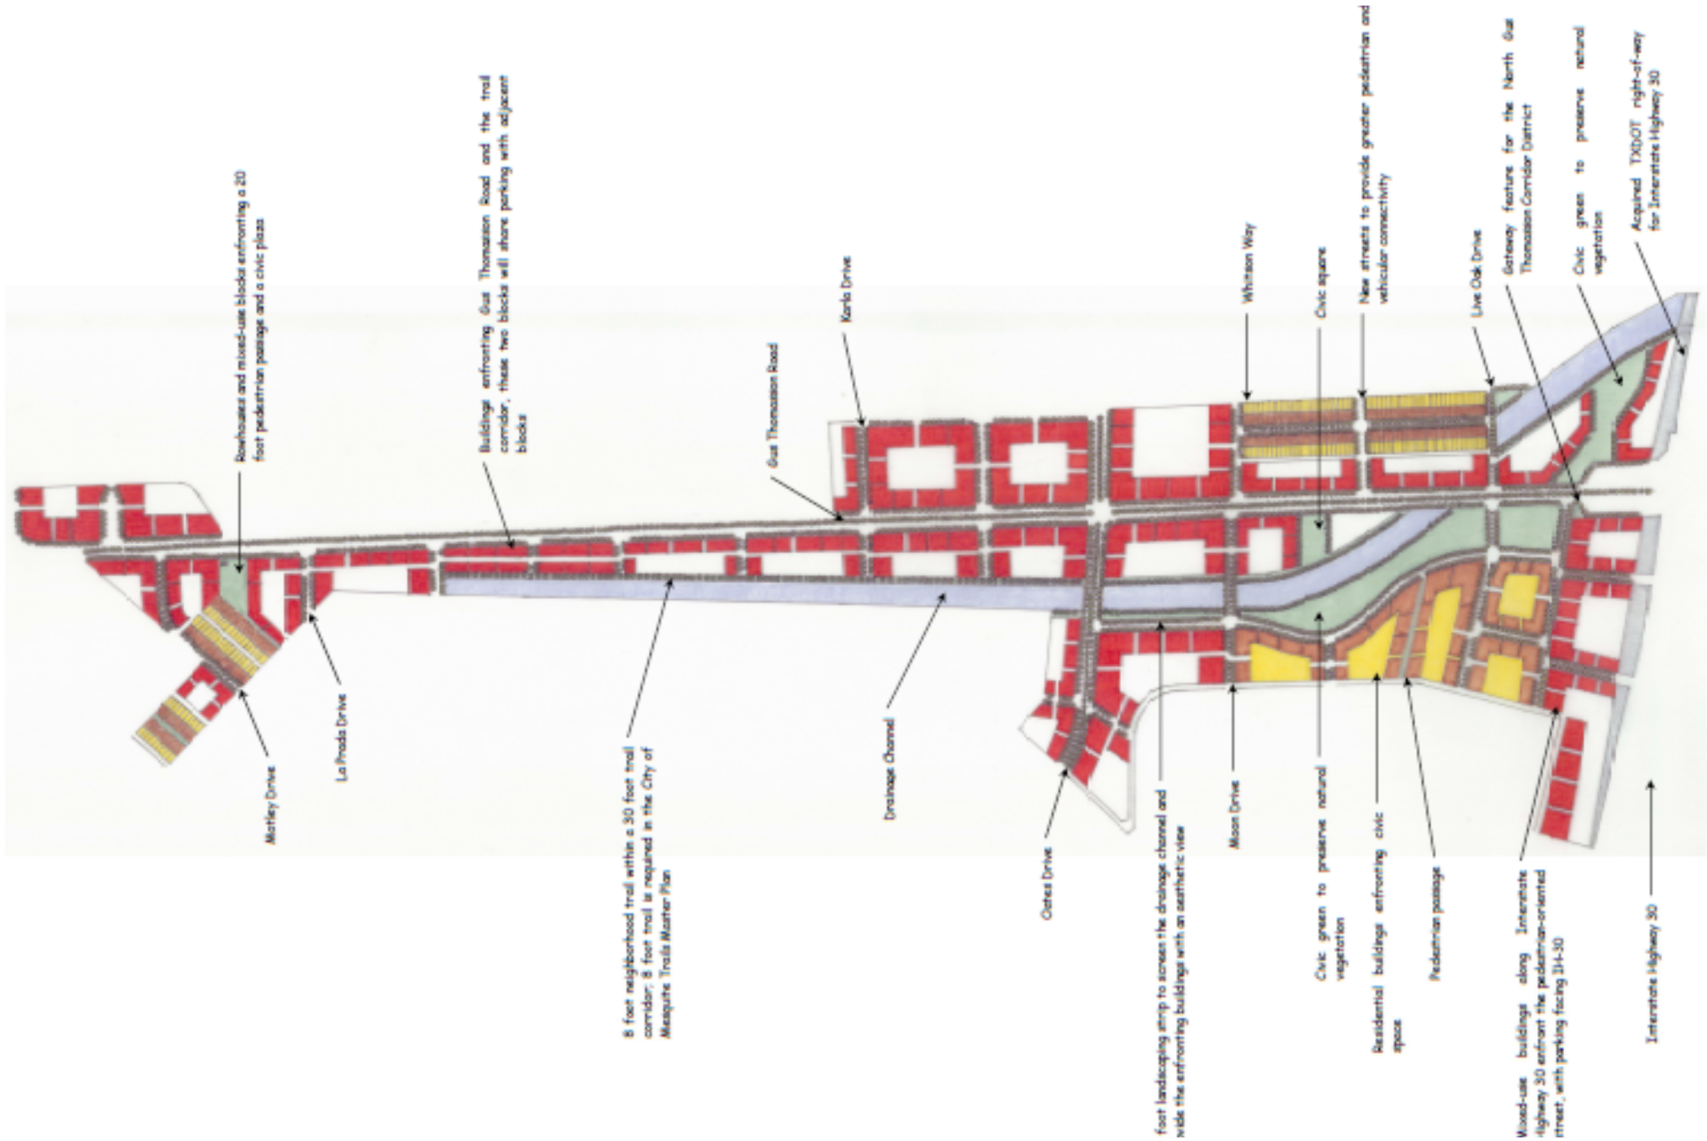 Rowhouses and mixed-use blocks enfronting a 20
foot pedestrian passage and a civic plaza
Buildings enfronting Gus Thomasson Road and the trail
corridor, these two blocks will share parking with adjacent
blocks
Gus Thomasson Road
Karla Drive
Whitson Way
Civic square
New streets to provide greater pedestrian and
vehicular connectivity
Live Oak Drive
Gateway feature for the North Gus
Thomasson Corridor District
Civic green to preserve natural
vegetation
Acquired TXDOT right-of-way
for Interstate Highway 30
Motley Drive
La Prada Drive
8 foot neighborhood trail within a 30 foot trail
corridor; 8 foot trail is required in the City of
Mesquite Trails Master Plan
Drainage Channel
Oates Drive
foot landscaping strip to screen the drainage channel and
vide the enfronting buildings with an aesthetic view
Moon Drive
Civic green to preserve natural
vegetation
Residential buildings enfronting civic
space
Pedestrian passage
Mixed-use buildings along Interstate
Highway 30 enfront the pedestrian-oriented
street, with parking facing IH-30
Interstate Highway 30